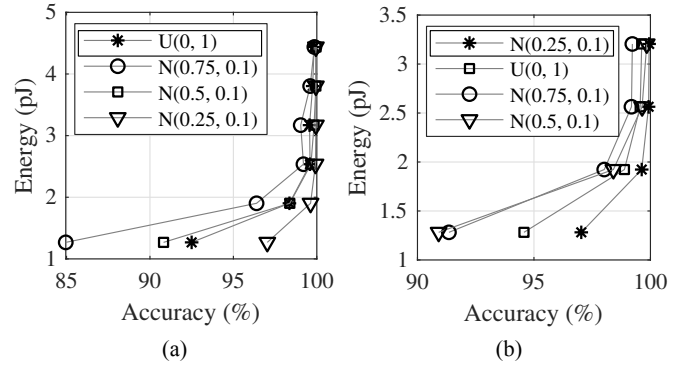 5
4
3
2
1
Energy (pJ)
U(0, 1)
N(0.75, 0.1)
N(0.5, 0.1)
N(0.25, 0.1)
85
90
95
100
Accuracy (%)
(a)
3.5
3
2.5
2
1.5
1
Energy (pJ)
N(0.25, 0.1)
U(0, 1)
N(0.75, 0.1)
N(0.5, 0.1)
90
95
100
Accuracy (%)
(b)